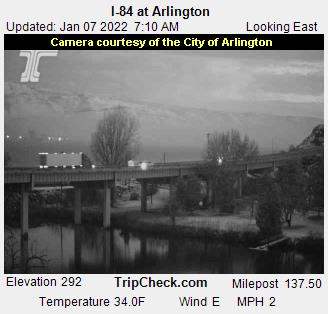 I-84 at Arlington
Updated: Jan 07 2022 7:10 AM Looking East
Camera courtesy of the City of Arlington
Elevation 292 TripCheck.com Milepost 137.50
Temperature 34.0F Wind E MPH 2